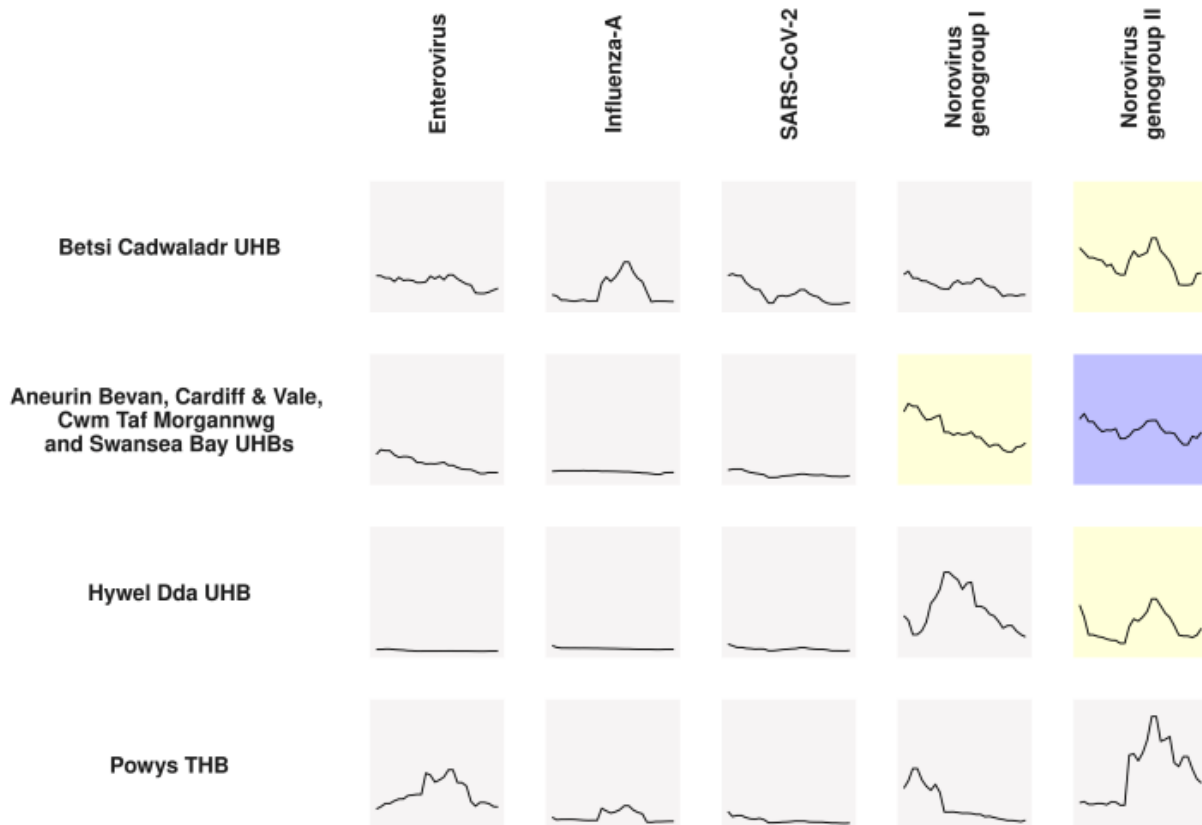 Enterovirus
Influenza-A
SARS-CoV-2
Norovirus
genogroup I
Norovirus
genogroup II
Betsi Cadwaladr UHB
Aneurin Bevan, Cardiff & Vale,
Cwm Taf Morgannwg
and Swansea Bay UHBs
Hywel Dda UHB
Powys THB